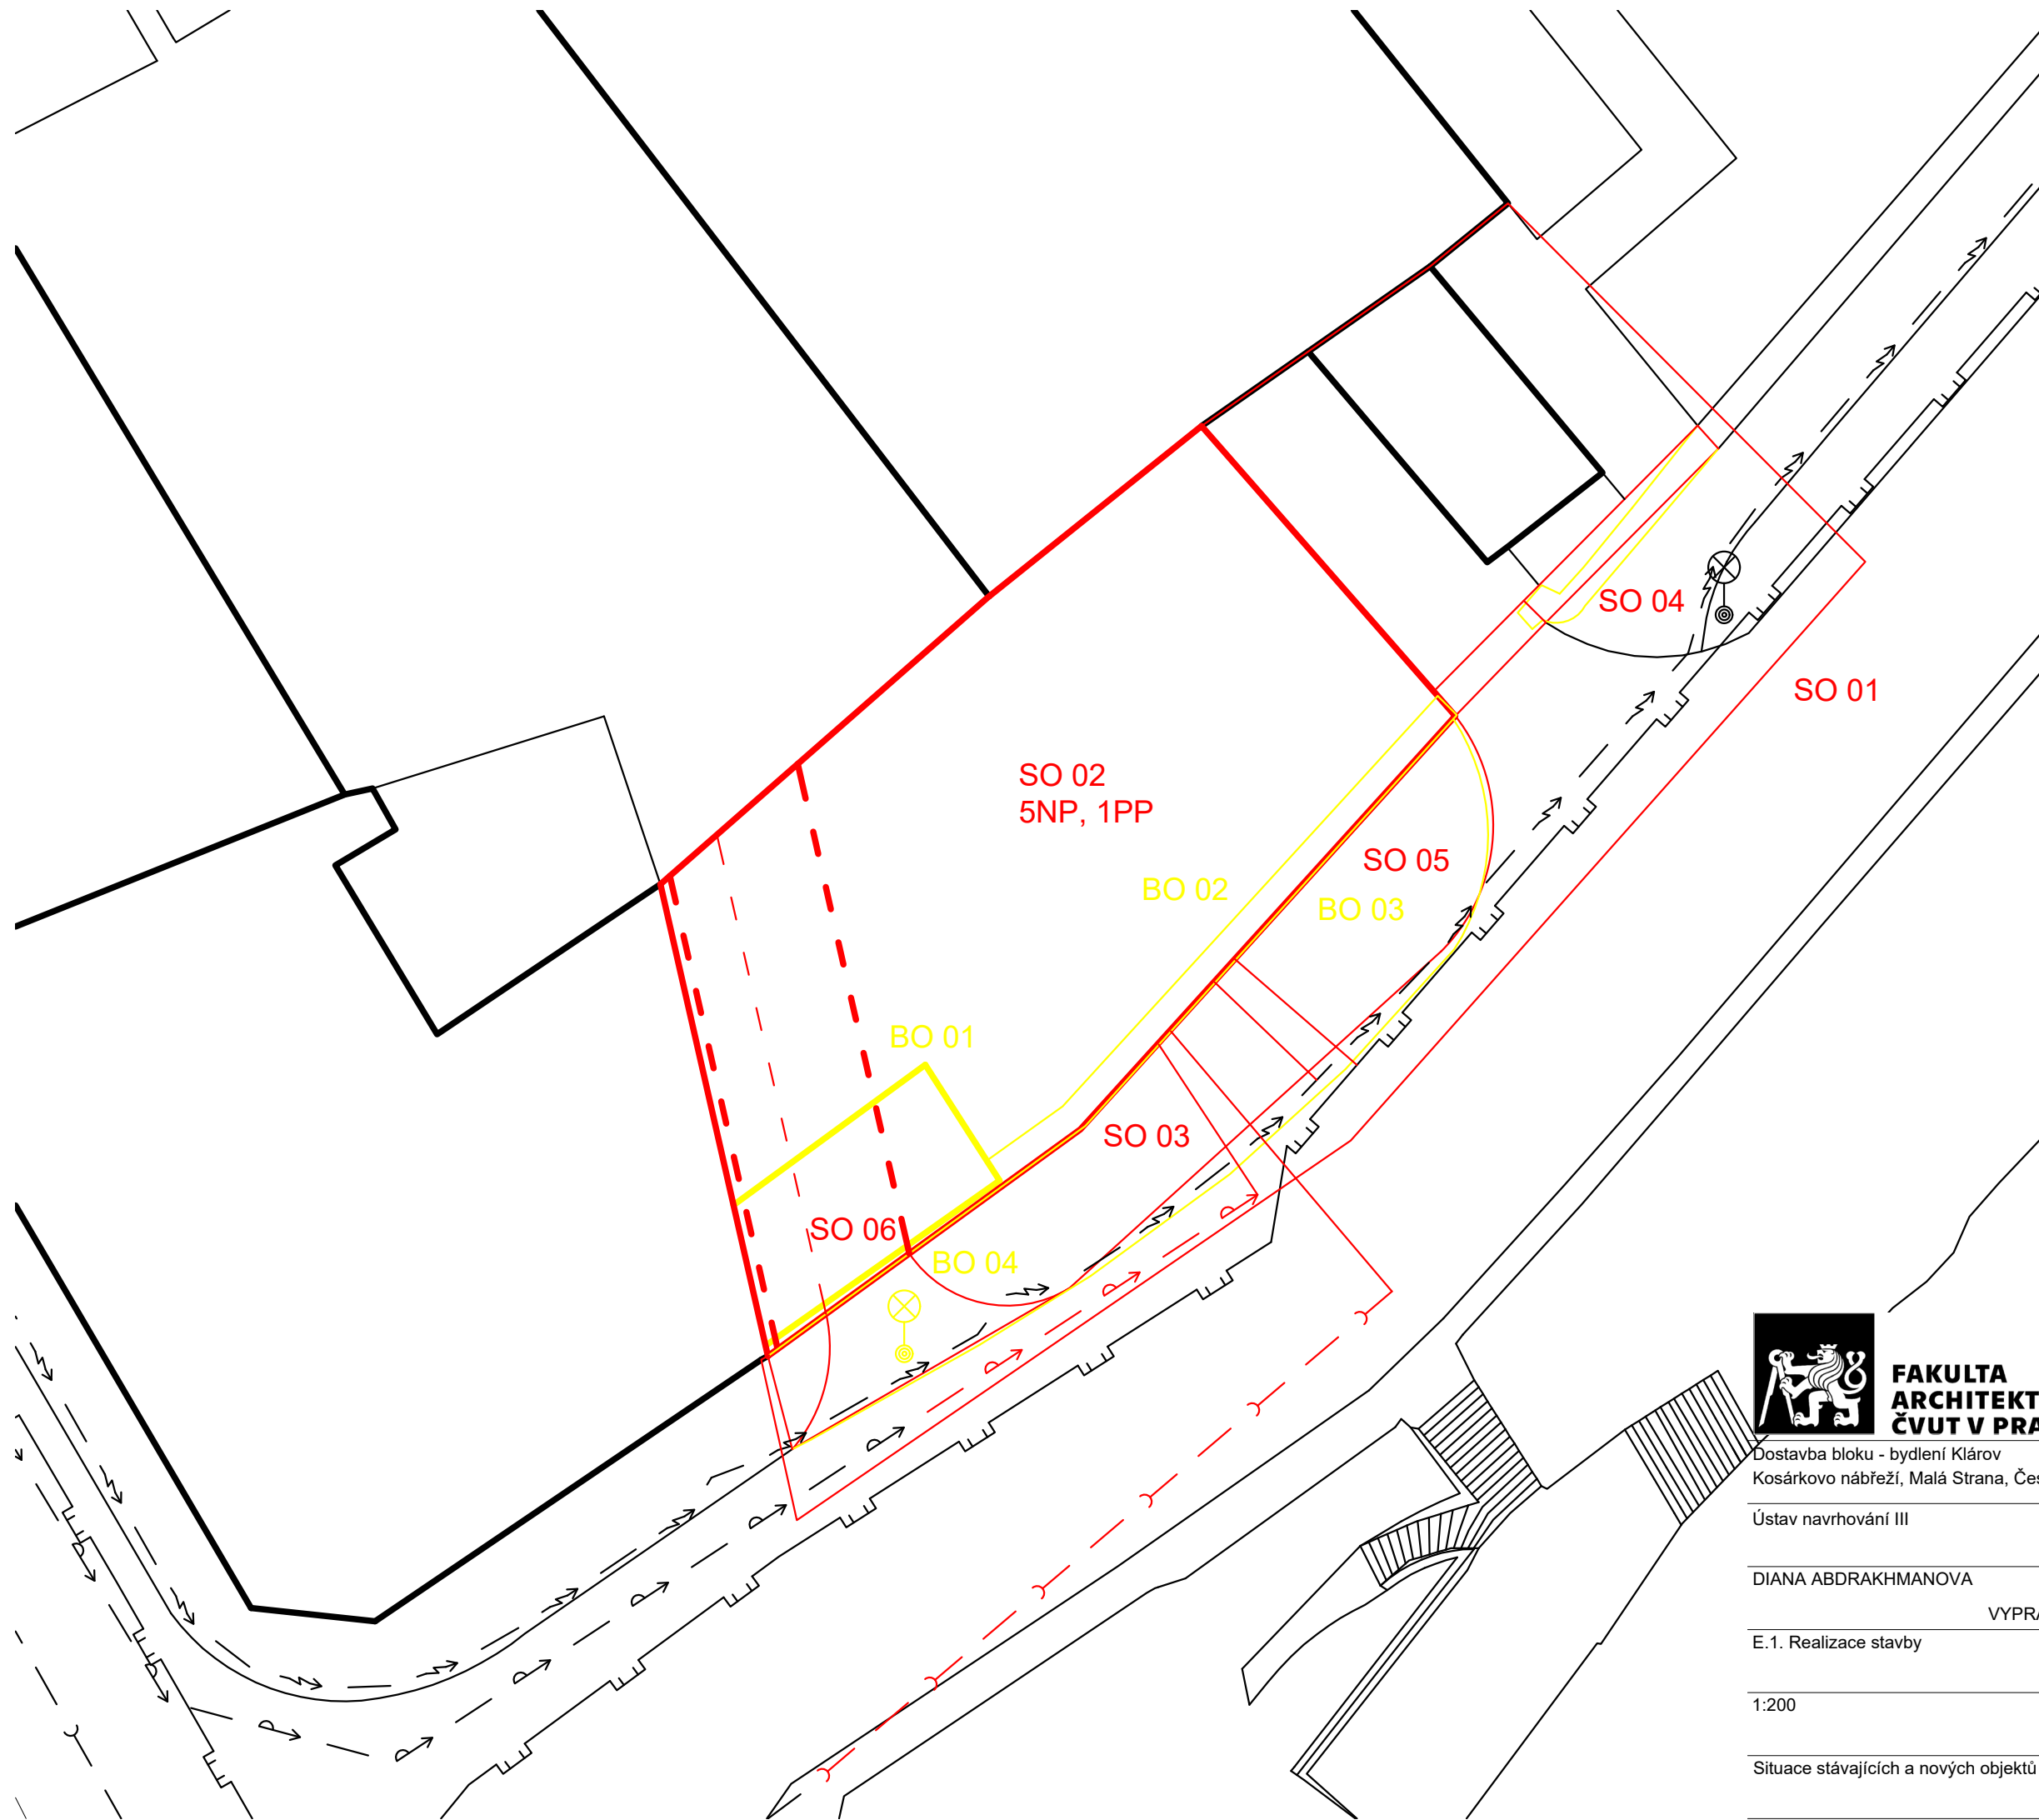 SO 04
SO 01
SO 02
5NP, 1PP
SO 05
BO 02
BO 03
BO 01
SO 03
SO 06
BO 04
FAKULTA
ARCHITEKT
ČVUT V PRA
Dostavba bloku - bydlení Klárov
Kosárkovo nábřeží, Malá Strana, Čes
Ústav navrhování III
DIANA ABDRAKHMANOVA
VYPRA
E.1. Realizace stavby
1:200
Situace stávajících a nových objektů